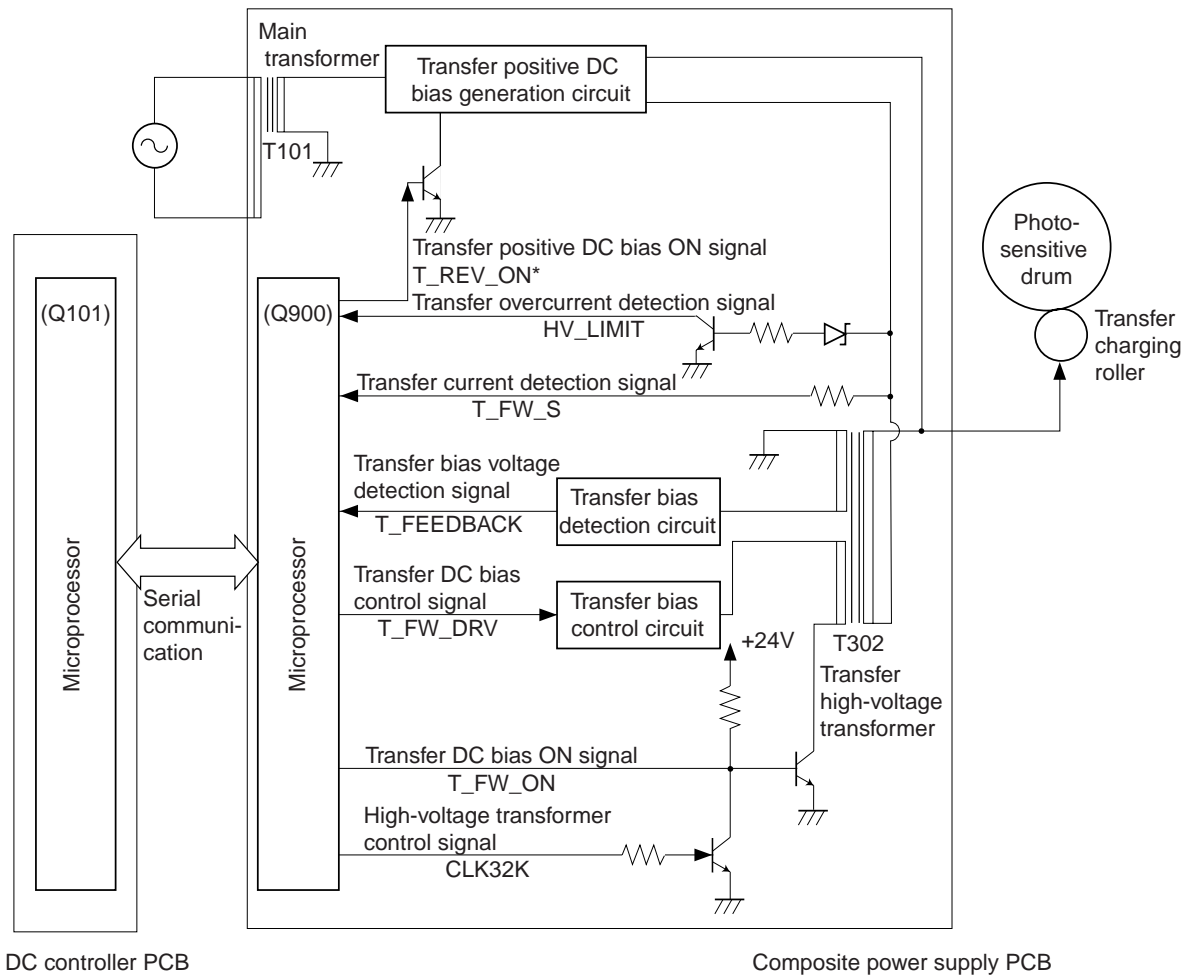 Main
transformer
Transfer positive DC
bias generation circuit
T101
Photo-
sensitive
drum
Transfer positive DC bias ON signal
T_REV_ON*
(Q101)
(Q900)
Transfer overcurrent detection signal
HV_LIMIT
Transfer
charging
roller
Transfer current detection signal
T_FW_S
Transfer bias voltage
detection signal
T_FEEDBACK
Transfer bias
detection circuit
Microprocessor
Microprocessor
Serial
communi-
cation
Transfer DC bias
control signal
T_FW_DRV
Transfer bias
control circuit
+24V
T302
Transfer
high-voltage
transformer
Transfer DC bias ON signal
T_FW_ON
High-voltage transformer
control signal
CLK32K
DC controller PCB
Composite power supply PCB